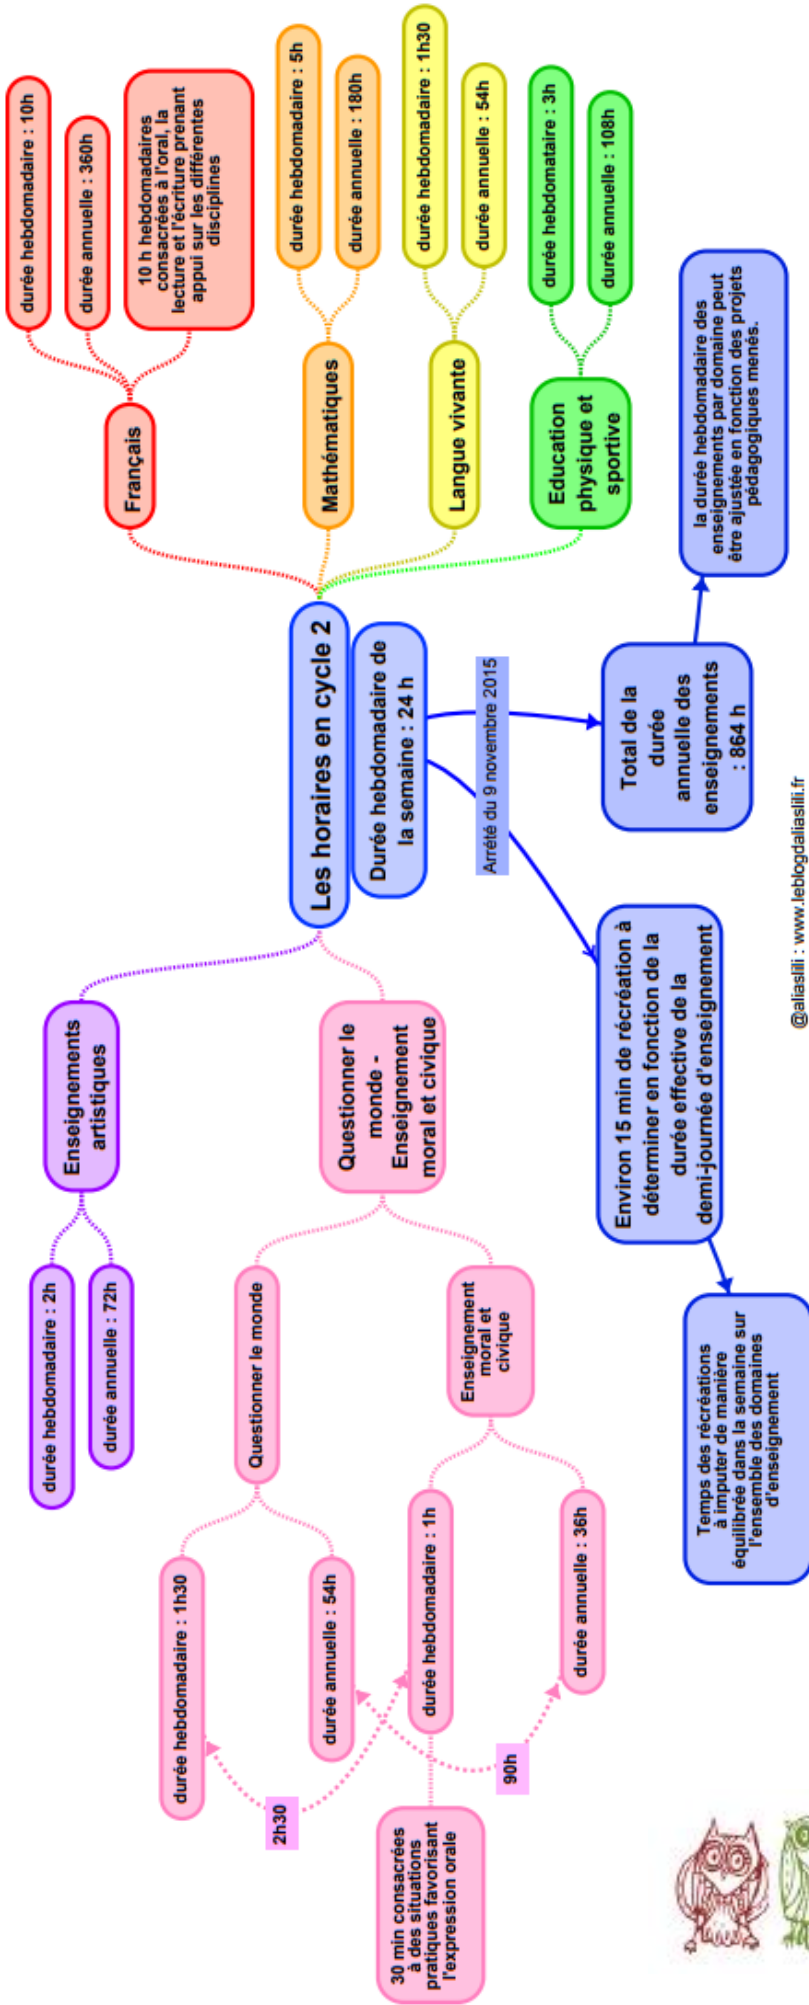 Les horaires en cycle 2
Durée hebdomadaire de
la semaine : 24 h
Arrété du 9 novembre 2015
Français
durée hebdomadaire : 10h
durée annuelle : 360h
10 h hebdomadaires
consacrées à l'oral, la
lecture et l'écriture prenant
appui sur les différentes
disciplines
Mathématiques
durée hebdomadaire : 5h
durée annuelle : 180h
Langue vivante
durée hebdomadaire : 1h30
durée annuelle : 54h
Education
physique et
sportive
durée hebdomataire : 3h
durée annuelle : 108h
Enseignements
artistiques
durée hebdomadaire : 2h
durée annuelle : 72h
Questionner le
monde -
Enseignement
moral et civique
Questionner le monde
durée hebdomadaire : 1h30
durée annuelle : 54h
Enseignement
moral et
civique
durée hebdomadaire : 1h
durée annuelle : 36h
2h30
90h
30 min consacrées
à des situations
pratiques favorisant
l'expression orale
Total de la
durée
annuelle des
enseignements
: 864 h
la durée hebdomadaire des
enseignements par domaine peut
être ajustée en fonction des projets
pédagogiques menés.
Environ 15 min de récréation à
déterminer en fonction de la
durée effective de la
demi-journée d'enseignement
Temps des récréations
à imputer de manière
équilibrée dans la semaine sur
l'ensemble des domaines
d'enseignement
@aliaslili : www.leblogdaliaslili.fr